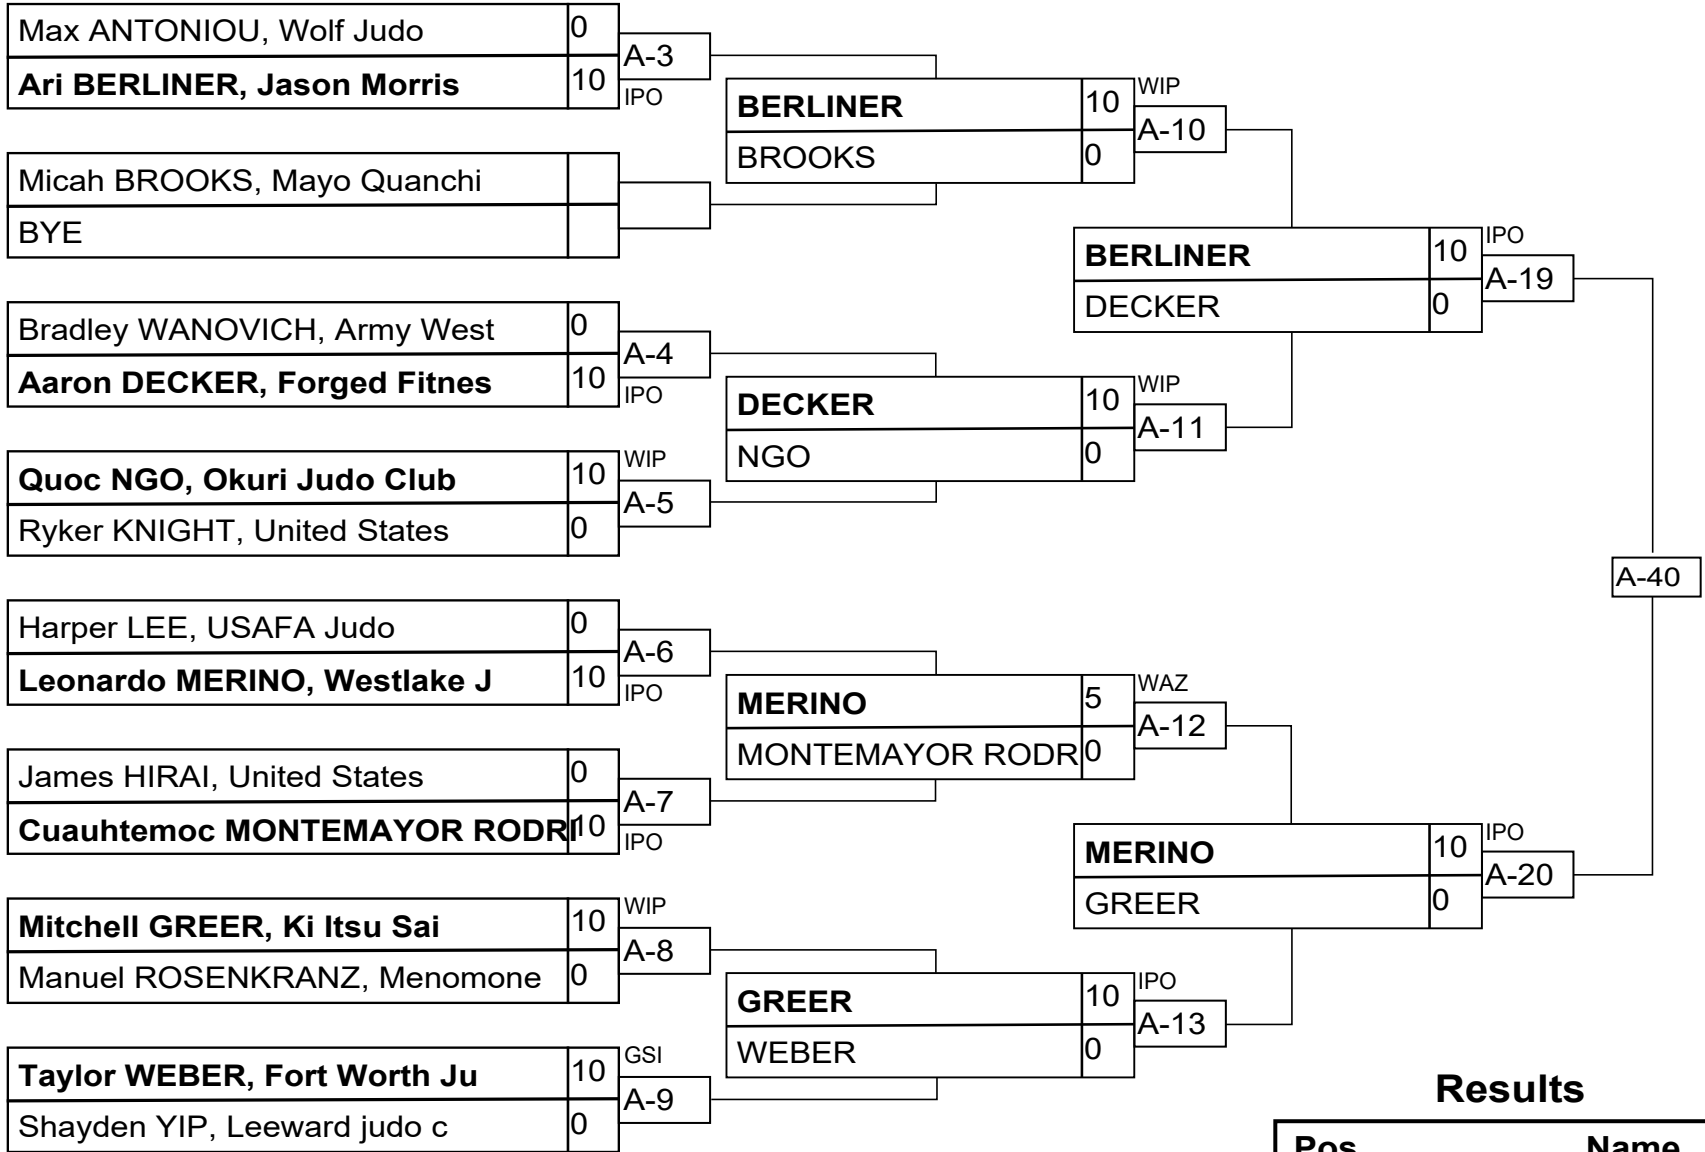 Max ANTONIOU, Wolf Judo 0
A-3
Ari BERLINER, Jason Morris 10
IPO
BERLINER 10
WIP
A-10
BROOKS 0
Micah BROOKS, Mayo Quanchi
BYE
BERLINER 10
IPO
A-19
DECKER 0
Bradley WANOVICH, Army West 0
A-4
Aaron DECKER, Forged Fitnes 10
IPO
DECKER 10
WIP
A-11
NGO 0
Quoc NGO, Okuri Judo Club 10
WIP
A-5
Ryker KNIGHT, United States 0
A-40
Harper LEE, USAFA Judo 0
A-6
Leonardo MERINO, Westlake J 10
IPO
MERINO 5
WAZ
A-12
MONTEMAYOR RODR 0
James HIRAI, United States 0
A-7
Cuauhtemoc MONTEMAYOR RODRI 10
IPO
MERINO 10
IPO
A-20
GREER 0
Mitchell GREER, Ki Itsu Sai 10
WIP
A-8
Manuel ROSENKRANZ, Menomone 0
GREER 10
IPO
A-13
WEBER 0
Taylor WEBER, Fort Worth Ju 10
GSI
A-9
Shayden YIP, Leeward judo c 0
Results
Pos Name